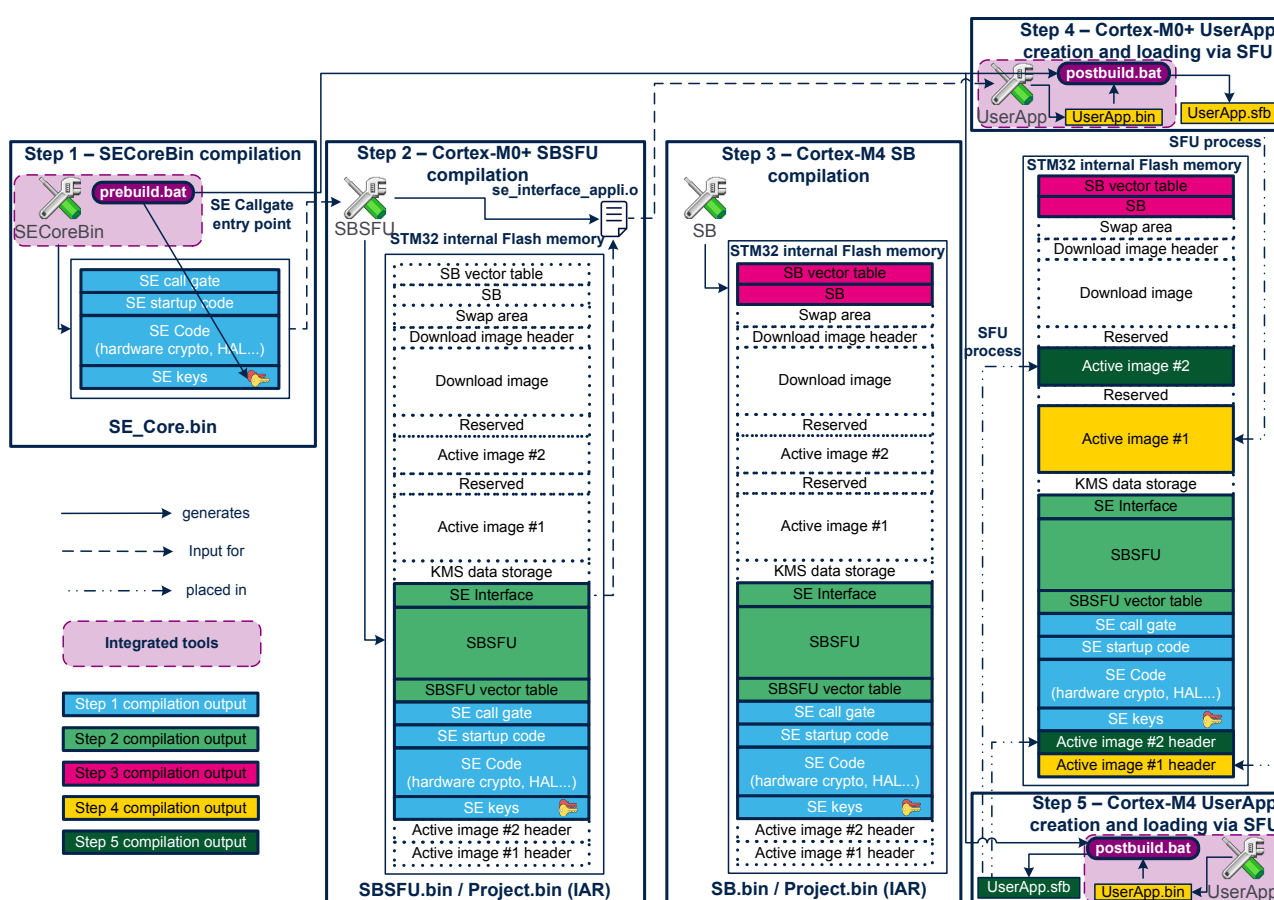 Step 1 – SECoreBin compilation
prebuild.bat
SECoreBin
SE Callgate
entry point
SE call gate
SE startup code
SE Code
(hardware crypto, HAL...)
SE keys
SE_Core.bin
generates
Input for
placed in
Integrated tools
Step 1 compilation output
Step 2 compilation output
Step 3 compilation output
Step 4 compilation output
Step 5 compilation output
Step 2 – Cortex-M0+ SBSFU
compilation
se_interface_appli.o
SBSFU
STM32 internal Flash memory
SB vector table
SB
Swap area
Download image header
Download image
Reserved
Active image #2
Reserved
Active image #1
KMS data storage
SE Interface
SBSFU
SBSFU vector table
SE call gate
SE startup code
SE Code
(hardware crypto, HAL...)
SE keys
Active image #2 header
Active image #1 header
SBSFU.bin / Project.bin (IAR)
Step 3 – Cortex-M4 SB
compilation
SB
STM32 internal Flash memory
SB vector table
SB
Swap area
Download image header
Download image
Reserved
Active image #2
Reserved
Active image #1
KMS data storage
SE Interface
SBSFU
SBSFU vector table
SE call gate
SE startup code
SE Code
(hardware crypto, HAL...)
SE keys
Active image #2 header
Active image #1 header
SB.bin / Project.bin (IAR)
Step 4 – Cortex-M0+ UserApp
creation and loading via SFU
postbuild.bat
UserApp
UserApp.bin
UserApp.sfb
SFU process
STM32 internal Flash memory
SB vector table
SB
Swap area
Download image header
Download image
Reserved
SFU
process
Active image #2
Reserved
Active image #1
KMS data storage
SE Interface
SBSFU
SBSFU vector table
SE call gate
SE startup code
SE Code
(hardware crypto, HAL...)
SE keys
Active image #2 header
Active image #1 header
Step 5 – Cortex-M4 UserApp
creation and loading via SFU
postbuild.bat
UserApp.sfb
UserApp.bin
UserApp